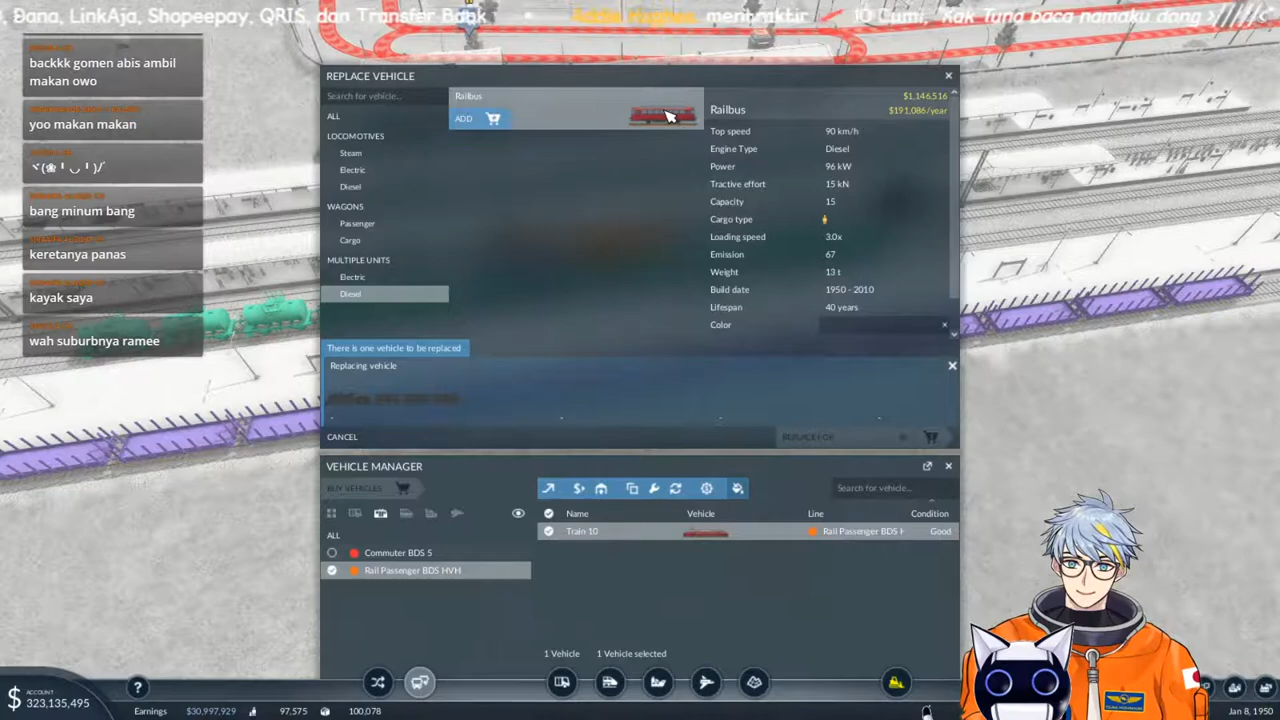 , Dana, LinkAja, Shopeepay, QRIS, dan Transfer Bank
mentraktir
10 Cumi, "Kak Tuna baca namaku dong >/////<"
backkk gomen abis ambil
makan owo
yoo makan makan
bang minum bang
keretanya panas
kayak saya
wah suburbnya ramee
REPLACE VEHICLE
Search for vehicle...
ALL
LOCOMOTIVES
Steam
Electric
Diesel
WAGONS
Passenger
Cargo
MULTIPLE UNITS
Electric
Diesel
Railbus
ADD
$1,146,516
Railbus
$191,086/year
Top speed 90 km/h
Engine Type Diesel
Power 96 kW
Tractive effort 15 kN
Capacity 15
Cargo type
Loading speed 3.0x
Emission 67
Weight 13 t
Build date 1950 - 2010
Lifespan 40 years
Color
There is one vehicle to be replaced
Replacing vehicle
CANCEL
REPLACE FOR
VEHICLE MANAGER
BUY VEHICLES
Search for vehicle...
Name Vehicle Line Condition
ALL
Train 10 Rail Passenger BDS H Good
Commuter BDS 5
Rail Passenger BDS HVH
1 Vehicle 1 Vehicle selected
$ ACCOUNT
323,135,495
?
Earnings $30,997,929 97,575 100,078
Jan 8, 1950